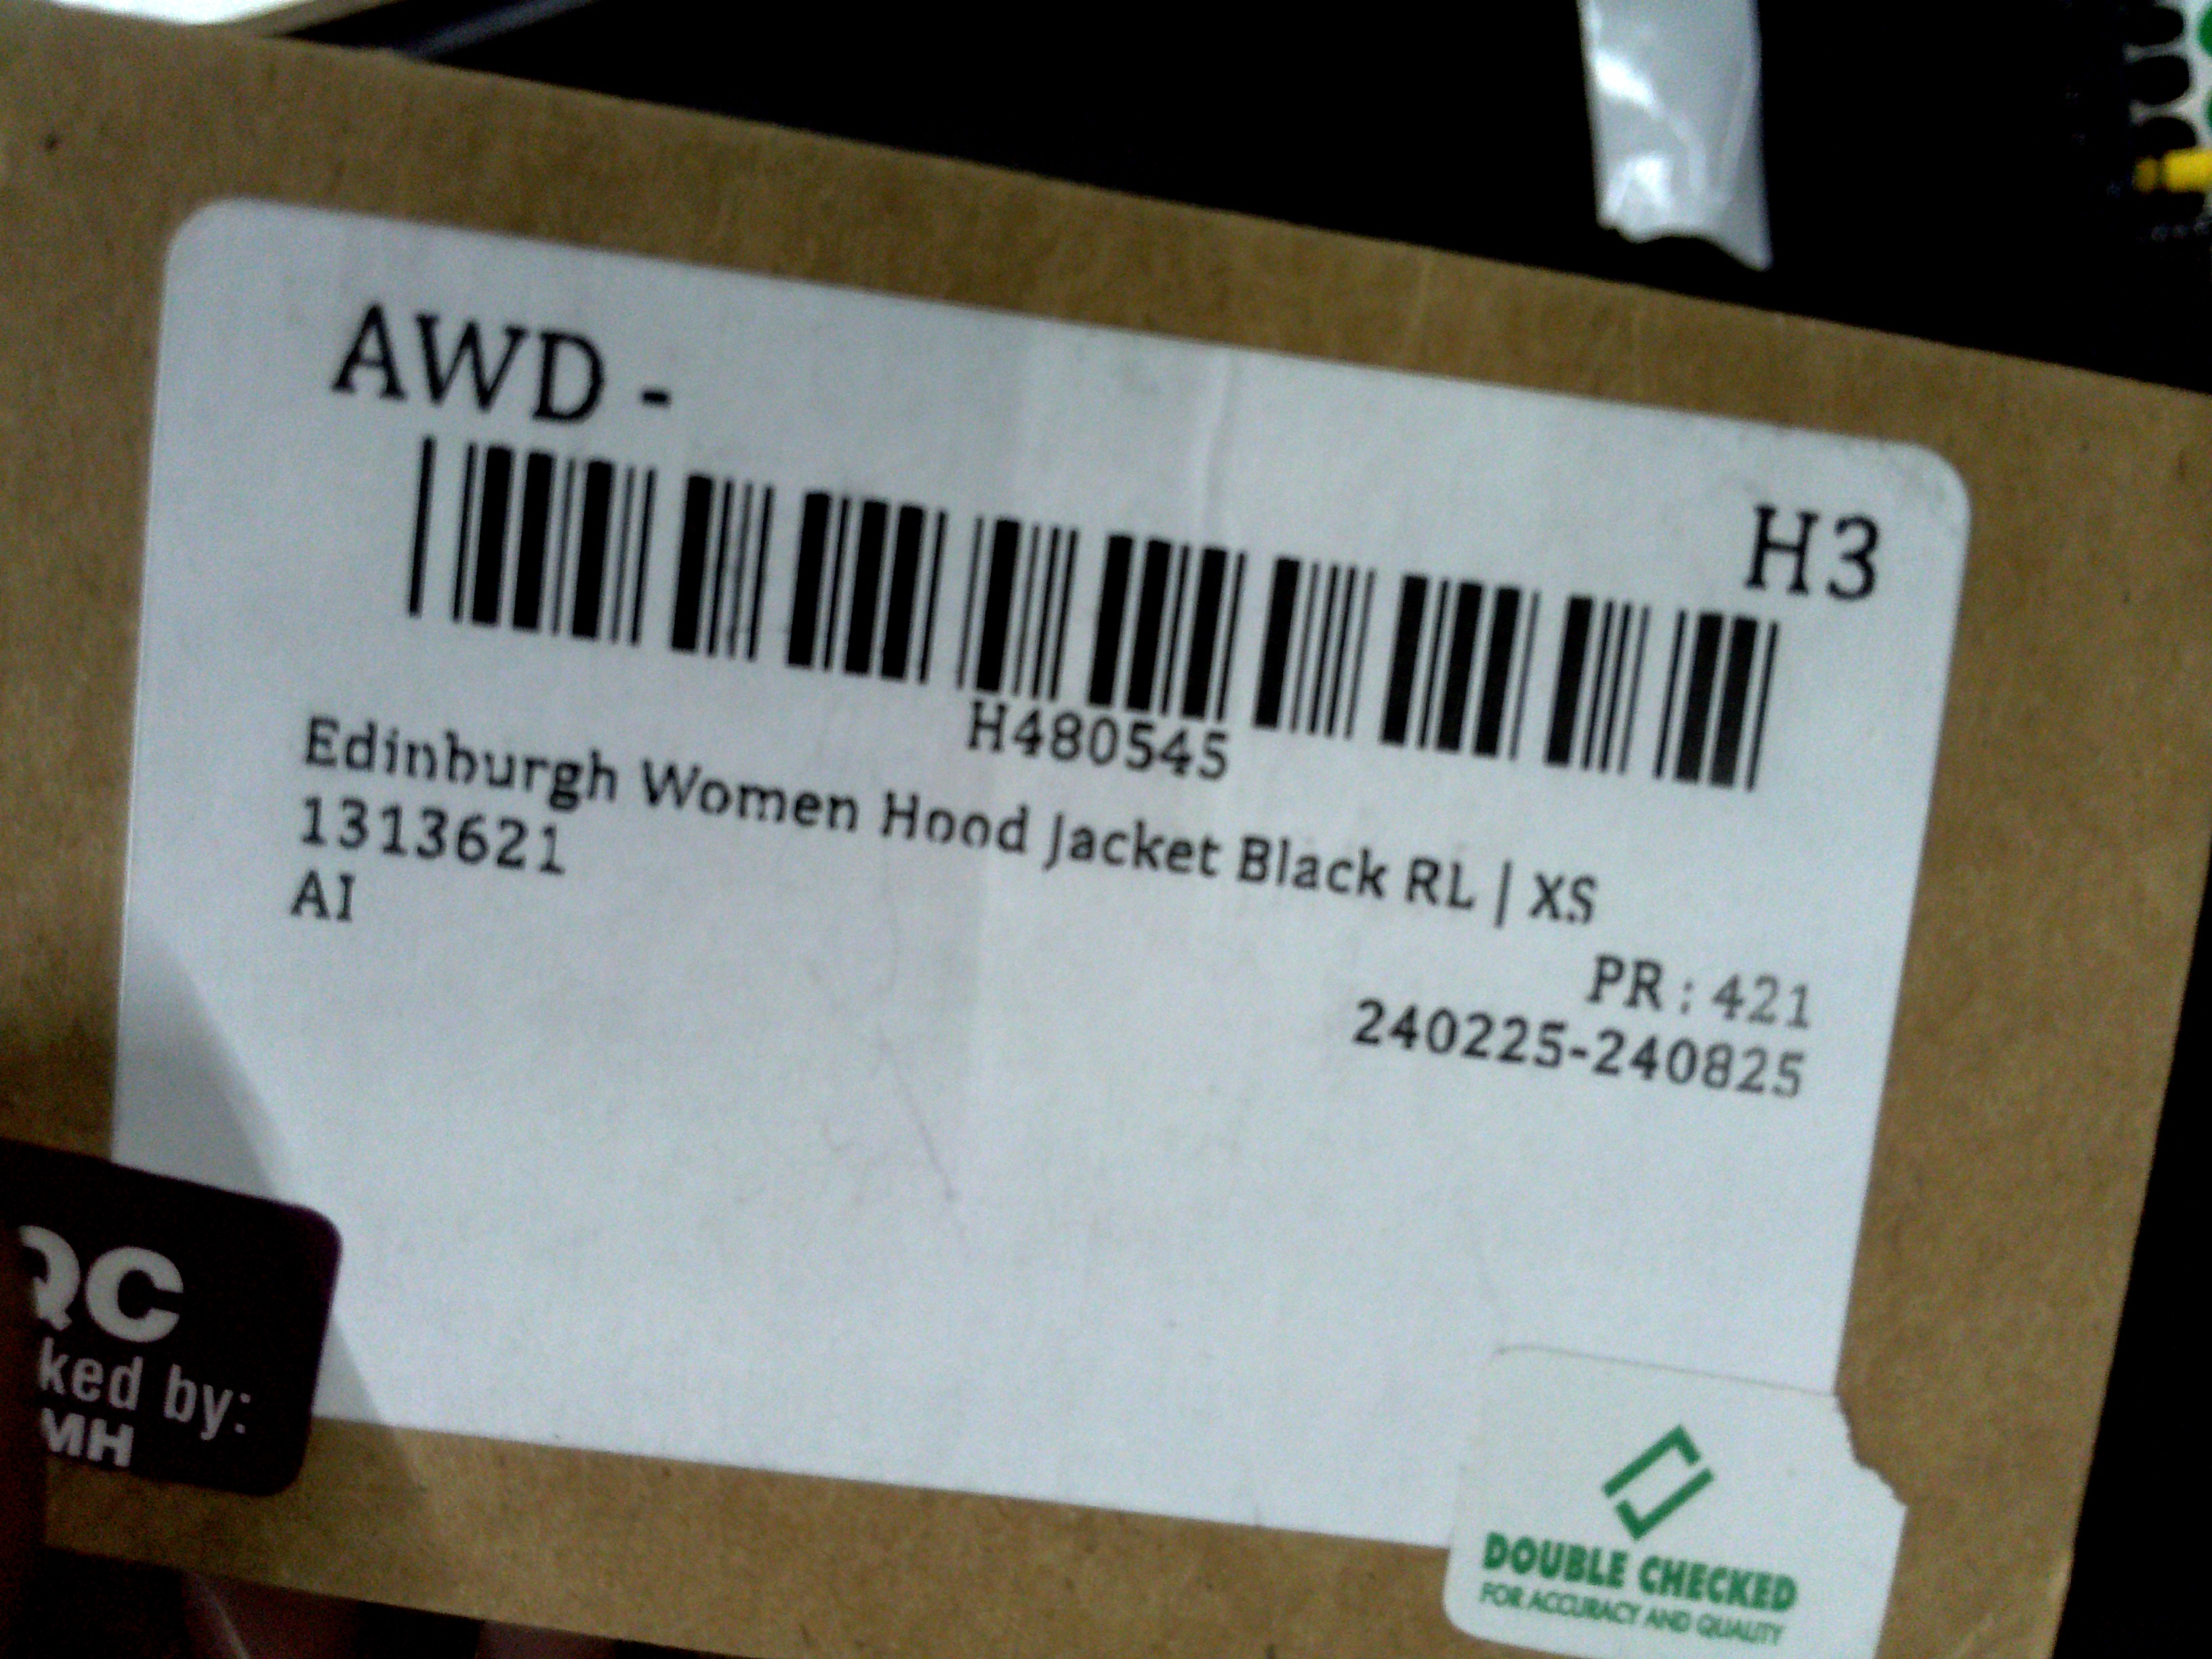 AWD -
H3
H480545
Edinburgh Women Hood Jacket Black RL | XS
1313621
AI
PR : 421
240225-240825
QC
ked by:
MH
DOUBLE CHECKED
FOR ACCURACY AND QUALITY